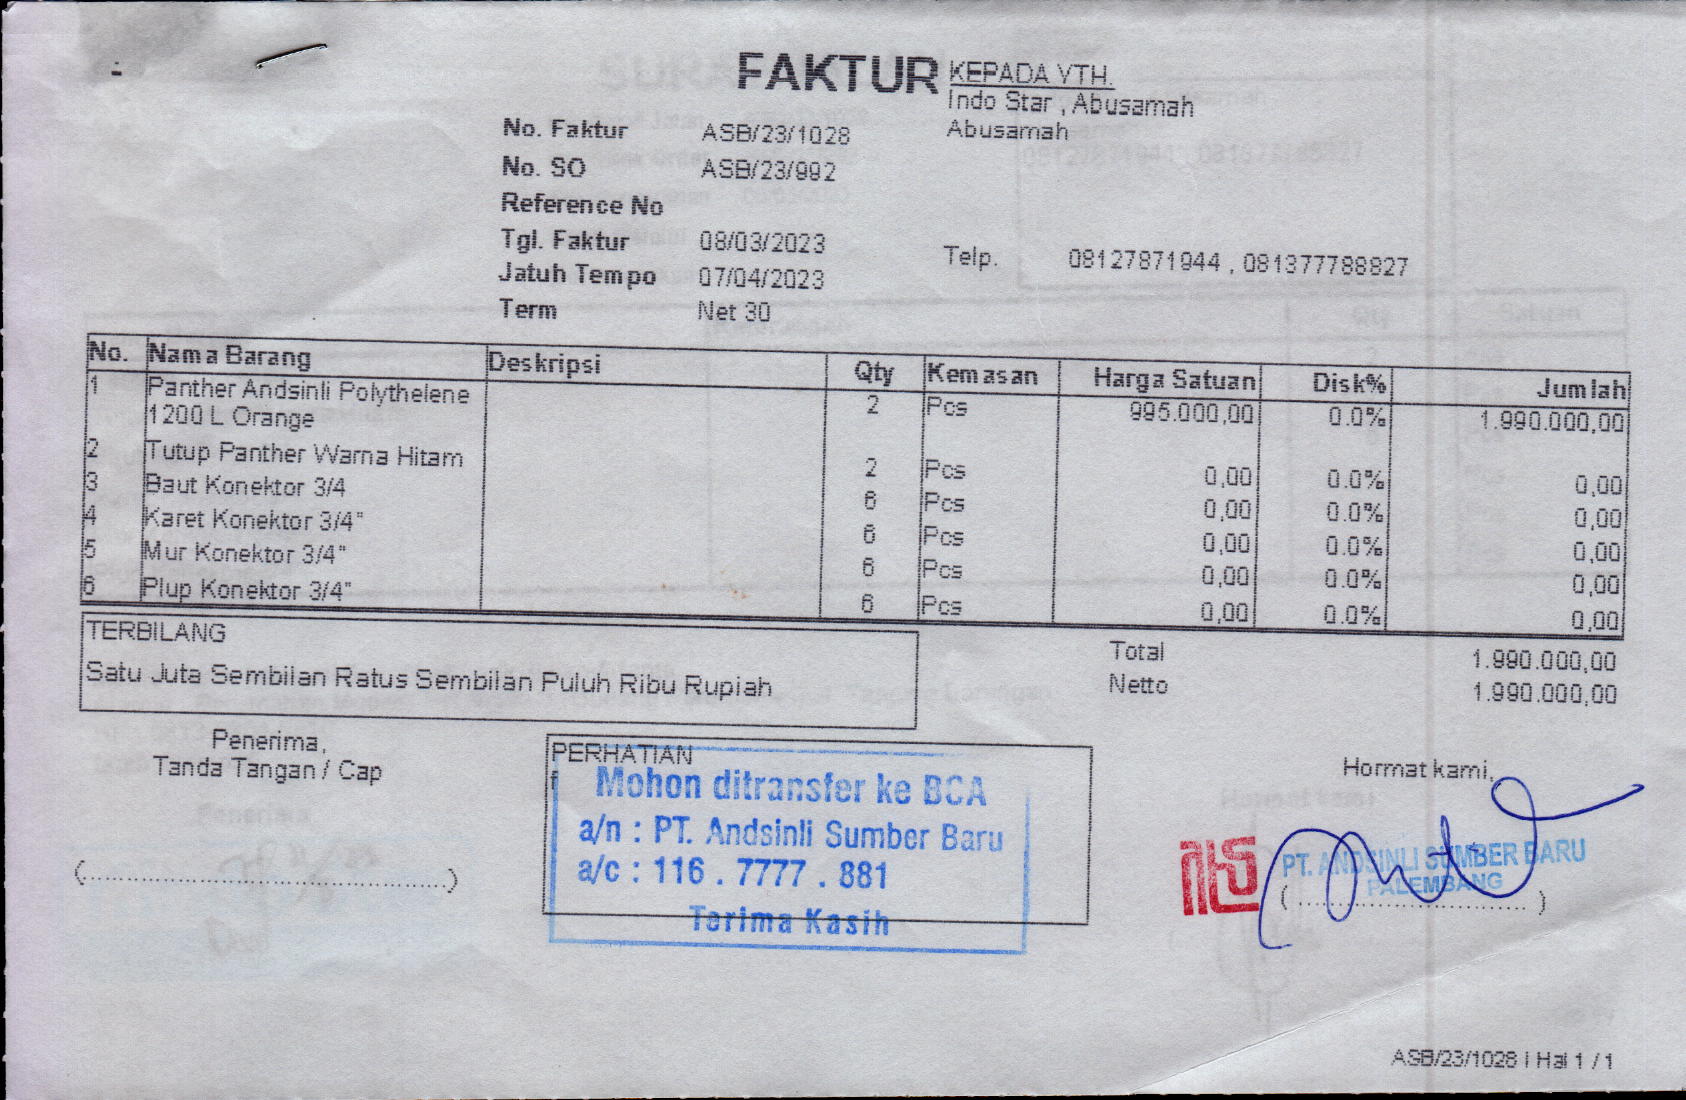 FAKTUR
KEPADA YTH.
Indo Star , Abusamah
Abusamah
No. Faktur ASB/23/1028
No. SO ASB/23/992
Reference No
Tgl. Faktur 08/03/2023
Jatuh Tempo 07/04/2023
Term Net 30
Telp. 08127871944 , 081377788827
No. Nama Barang Deskripsi Qty Kemasan Harga Satuan Disk% Jumlah
1 Panther Andsinli Polythelene 2 Pcs 995.000,00 0.0% 1.990.000,00
1200 L Orange
2 Tutup Panther Warna Hitam 2 Pcs 0,00 0.0% 0,00
3 Baut Konektor 3/4 6 Pcs 0,00 0.0% 0,00
4 Karet Konektor 3/4" 6 Pcs 0,00 0.0% 0,00
5 Mur Konektor 3/4" 6 Pcs 0,00 0.0% 0,00
6 Plup Konektor 3/4" 6 Pcs 0,00 0.0% 0,00
TERBILANG
Satu Juta Sembilan Ratus Sembilan Puluh Ribu Rupiah
Total 1.990.000,00
Netto 1.990.000,00
Penerima,
Tanda Tangan / Cap
(.................................................)
PERHATIAN
Mohon ditransfer ke BCA
a/n : PT. Andsinli Sumber Baru
a/c : 116 . 7777 . 881
Terima Kasih
Hormat kami,
PT. ANDSINLI SUMBER BARU
PALEMBANG
(..............................)
ASB/23/1028 | Hal 1 / 1